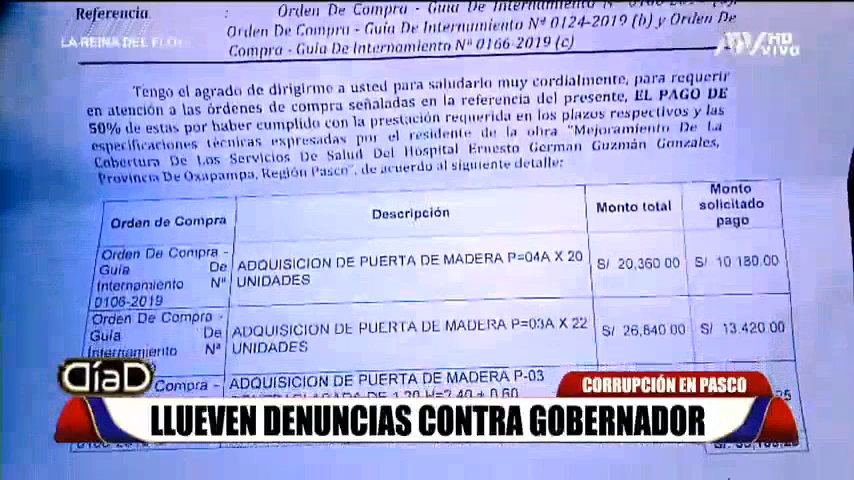 Referencia : Orden De Compra - Guía De Internamiento Nº
Orden De Compra - Guía De Internamiento Nº 0124-2019 (b) y Orden De
Compra - Guía De Internamiento Nº 0166-2019 (c)
LA REINA DEL FLOW
ATV HD
VIVO
Tengo el agrado de dirigirme a usted para saludarlo muy cordialmente, para requerir
en atención a las órdenes de compra señaladas en la referencia del presente, EL PAGO DE
50% de estas por haber cumplido con la prestación requerida en los plazos respectivos y las
especificaciones técnicas expresadas por el residente de la obra "Mejoramiento De La
Cobertura De Los Servicios De Salud Del Hospital Ernesto German Guzmán Gonzales,
Provincia De Oxapampa, Región Pasco", de acuerdo al siguiente detalle:
Orden de Compra Descripción Monto total Monto solicitado pago
Orden De Compra -
Guía De
Internamiento Nº
0106-2019
ADQUISICION DE PUERTA DE MADERA P=04A X 20
UNIDADES
S/ 20,360.00 S/ 10 180.00
Orden De Compra -
Guía De
Internamiento Nº
ADQUISICION DE PUERTA DE MADERA P=03A X 22
UNIDADES
S/ 26,840.00 S/ 13.420.00
Compra -
ADQUISICION DE PUERTA DE MADERA P-03
DíaD
CORRUPCIÓN EN PASCO
LLUEVEN DENUNCIAS CONTRA GOBERNADOR